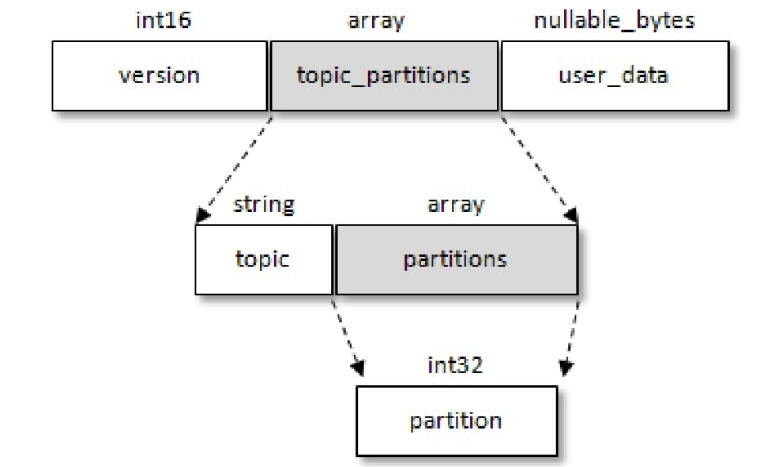 int16 array nullable_bytes
version topic_partitions user_data
string array
topic partitions
int32
partition